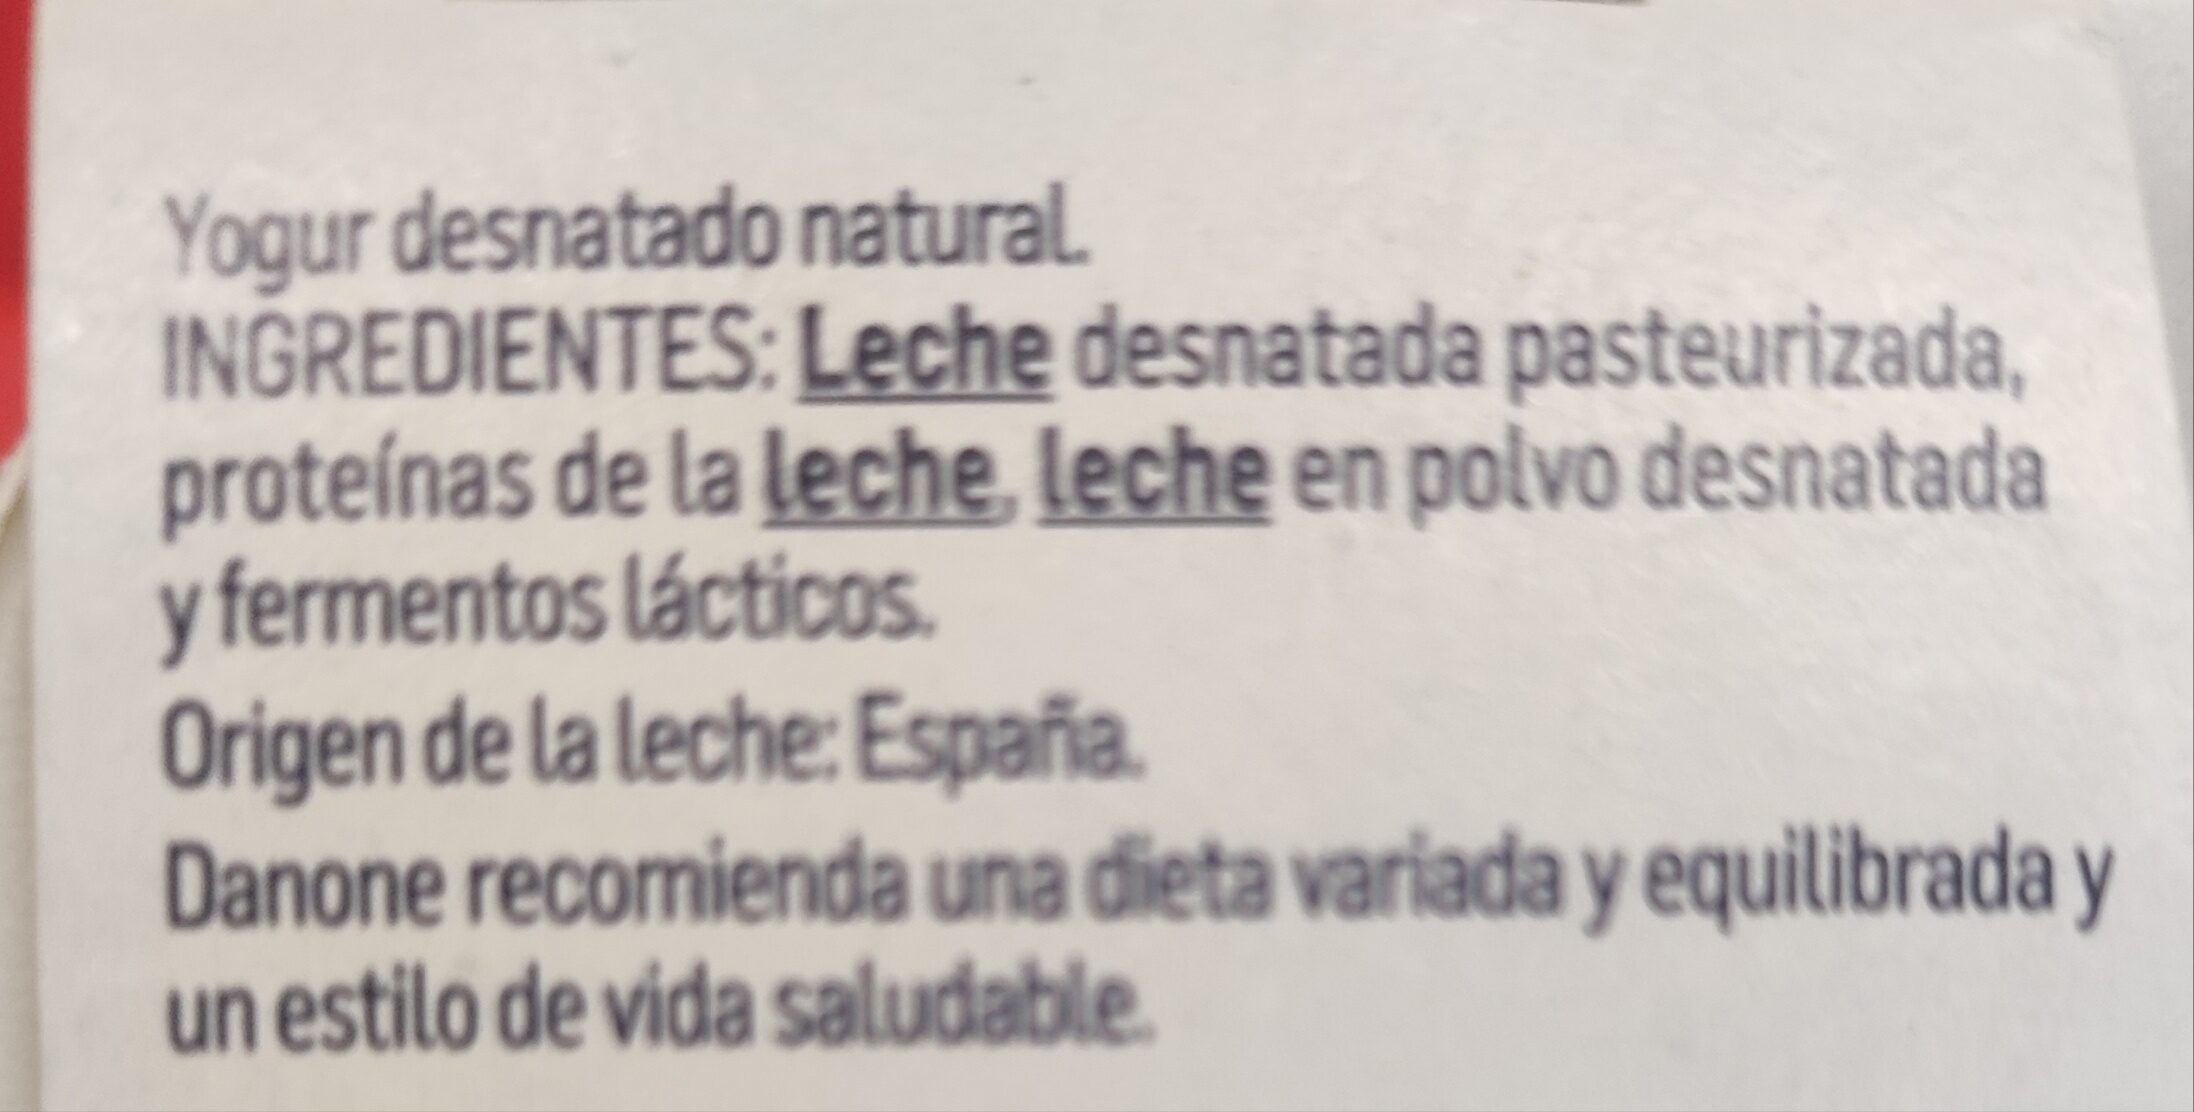 Yogur desnatado natural.
INGREDIENTES: Leche desnatada pasteurizada,
proteínas de la leche, leche en polvo desnatada
y fermentos lácticos.
Origen de la leche: España.
Danone recomienda una dieta variada y equilibrada y
un estilo de vida saludable.